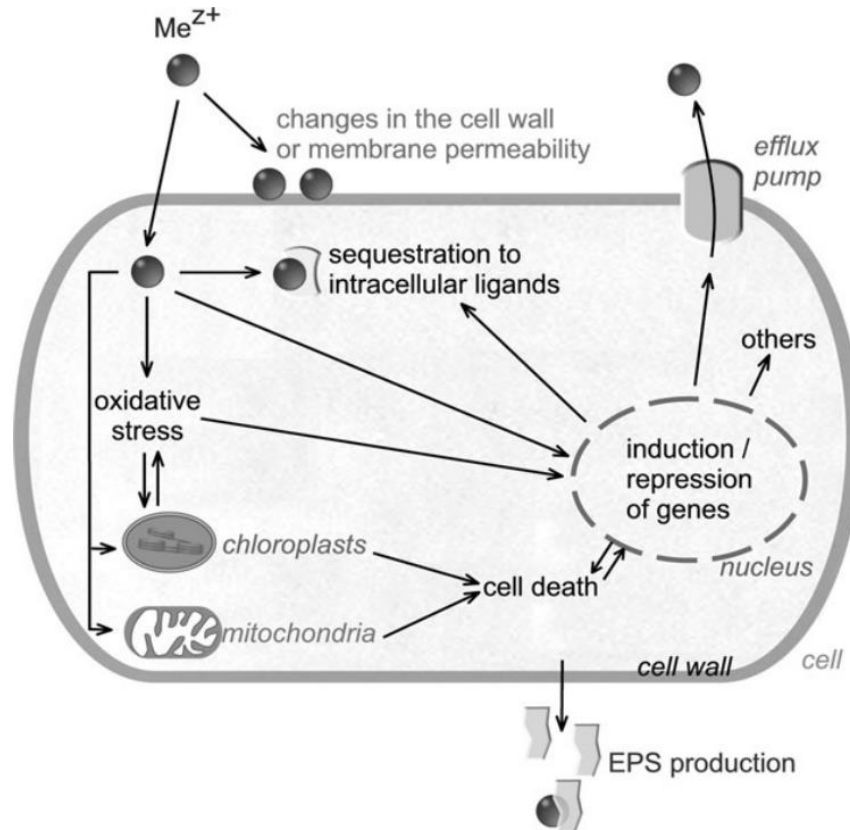 Me^Z+
changes in the cell wall
or membrane permeability
efflux
pump
sequestration to
intracellular ligands
others
oxidative
stress
induction /
repression
of genes
chloroplasts
nucleus
cell death
mitochondria
cell wall
cell
EPS production